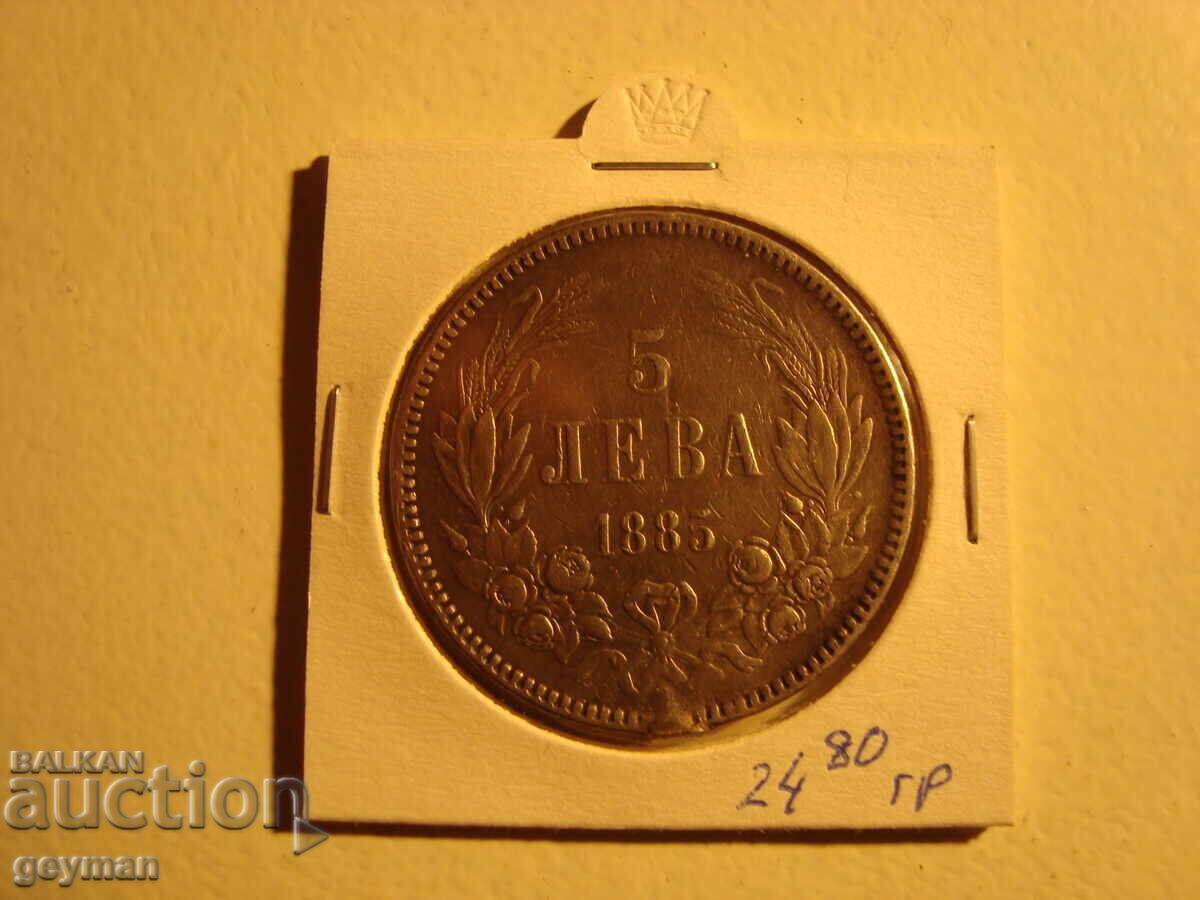 5
ЛЕВА
1885
24 80 гр
BALKAN
auction
geyman